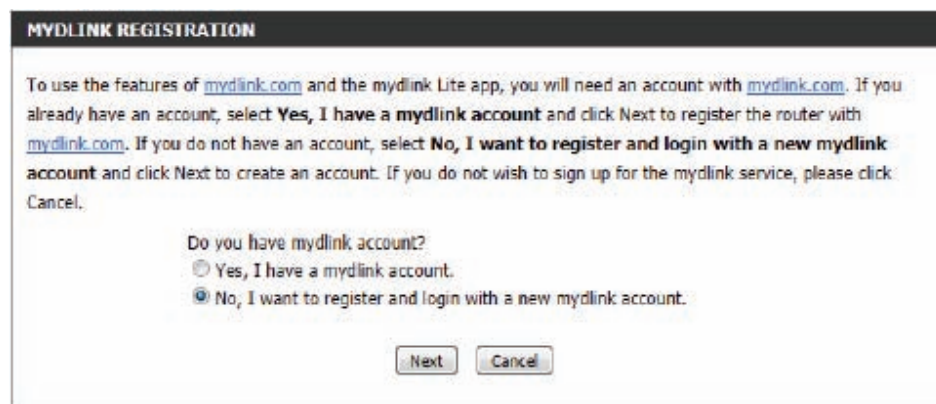 MYDLINK REGISTRATION
To use the features of mydlink.com and the mydlink Lite app, you will need an account with mydlink.com. If you
already have an account, select Yes, I have a mydlink account and click Next to register the router with
mydlink.com. If you do not have an account, select No, I want to register and login with a new mydlink
account and click Next to create an account. If you do not wish to sign up for the mydlink service, please click
Cancel.
Do you have mydlink account?
Yes, I have a mydlink account.
No, I want to register and login with a new mydlink account.
Next Cancel